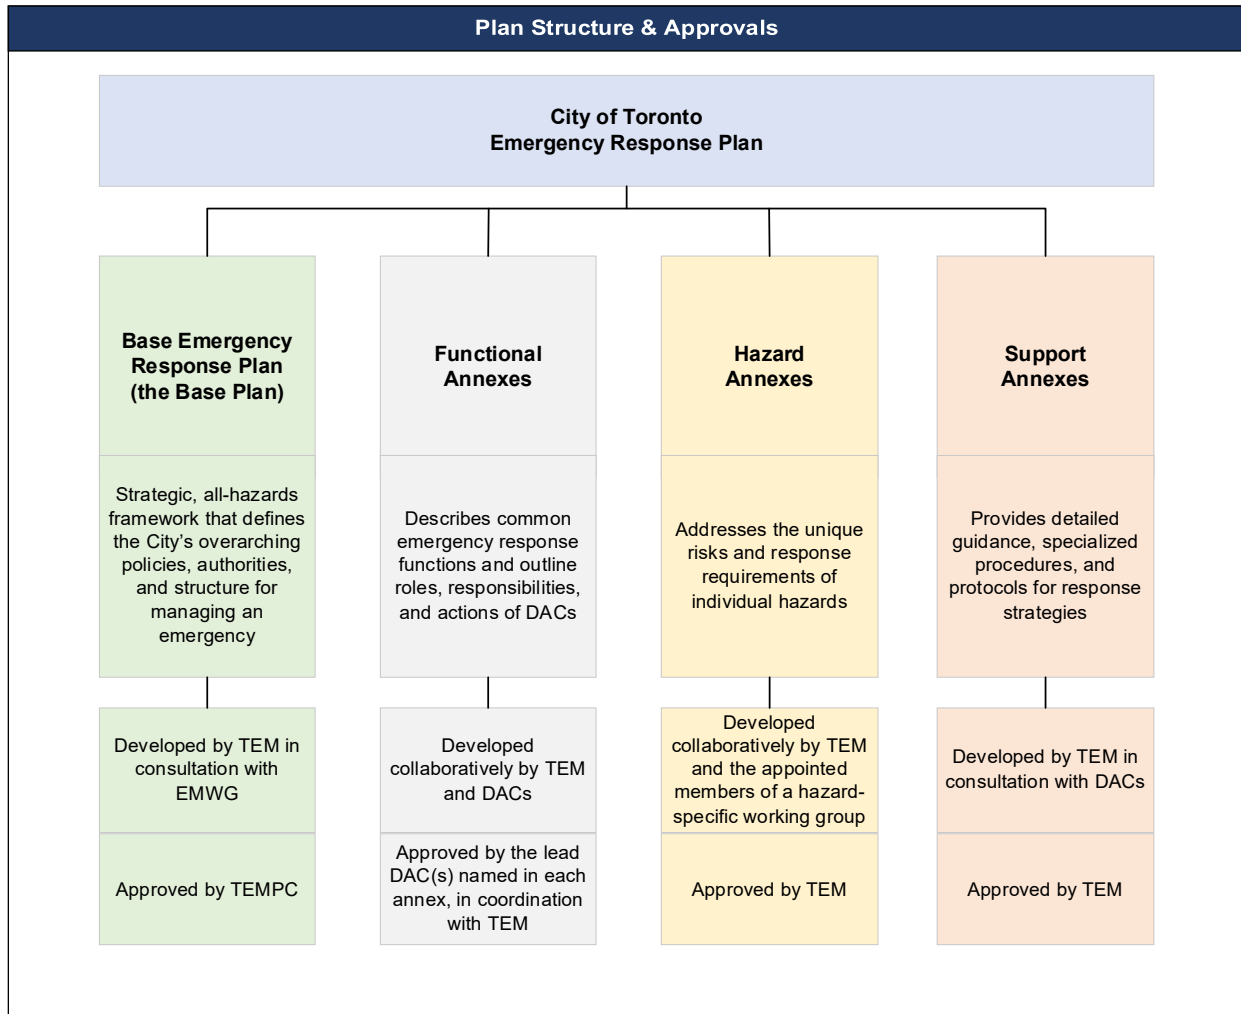 Plan Structure & Approvals
City of Toronto
Emergency Response Plan
Base Emergency
Response Plan
(the Base Plan)
Strategic, all-hazards
framework that defines
the City's overarching
policies, authorities,
and structure for
managing an
emergency
Developed by TEM in
consultation with
EMWG
Approved by TEMPC
Functional
Annexes
Describes common
emergency response
functions and outline
roles, responsibilities,
and actions of DACs
Developed
collaboratively by TEM
and DACs
Approved by the lead
DAC(s) named in each
annex, in coordination
with TEM
Hazard
Annexes
Addresses the unique
risks and response
requirements of
individual hazards
Developed
collaboratively by TEM
and the appointed
members of a hazard-
specific working group
Approved by TEM
Support
Annexes
Provides detailed
guidance, specialized
procedures, and
protocols for response
strategies
Developed by TEM in
consultation with DACs
Approved by TEM